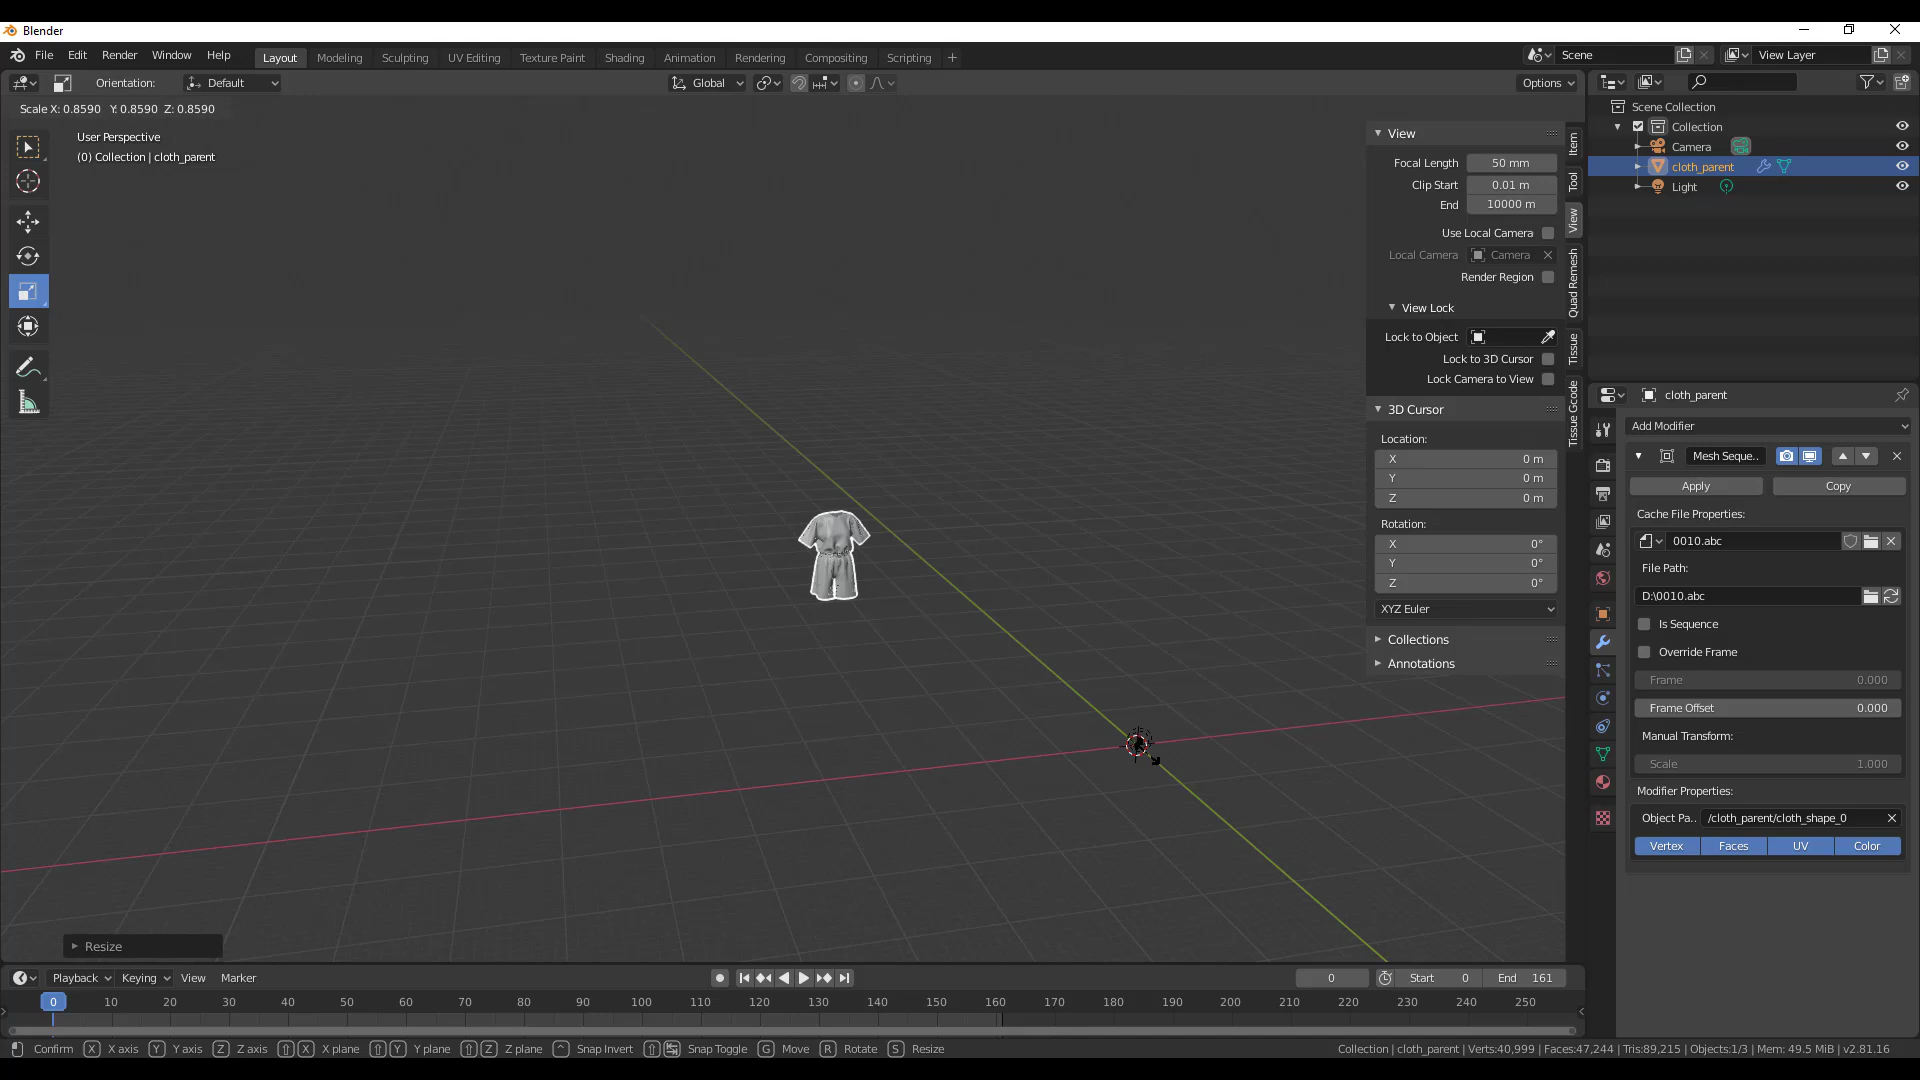 Blender
File Edit Render Window Help
Layout Modeling Sculpting UV Editing Texture Paint Shading Animation Rendering Compositing Scripting +
Scene
View Layer
Orientation: Default
Global
Options
Scale X: 0.8590 Y: 0.8590 Z: 0.8590
User Perspective
(0) Collection | cloth_parent
View
Focal Length 50 mm
Clip Start 0.01 m
End 10000 m
Use Local Camera
Local Camera Camera
Render Region
View Lock
Lock to Object
Lock to 3D Cursor
Lock Camera to View
3D Cursor
Location:
X 0 m
Y 0 m
Z 0 m
Rotation:
X 0°
Y 0°
Z 0°
XYZ Euler
Collections
Annotations
Item
Tool
View
Quad Remesh
Tissue
Tissue Gcode
Scene Collection
Collection
Camera
cloth_parent
Light
cloth_parent
Add Modifier
Mesh Seque..
Apply Copy
Cache File Properties:
0010.abc
File Path:
D:\0010.abc
Is Sequence
Override Frame
Frame 0.000
Frame Offset 0.000
Manual Transform:
Scale 1.000
Modifier Properties:
Object Pa.. /cloth_parent/cloth_shape_0
Vertex Faces UV Color
Resize
Playback Keying View Marker
0 Start 0 End 161
0 10 20 30 40 50 60 70 80 90 100 110 120 130 140 150 160 170 180 190 200 210 220 230 240 250
Confirm X X axis Y Y axis Z Z axis X X plane Y Y plane Z Z plane Snap Invert Snap Toggle G Move R Rotate S Resize
Collection | cloth_parent | Verts:40,999 | Faces:47,244 | Tris:89,215 | Objects:1/3 | Mem: 49.5 MiB | v2.81.16